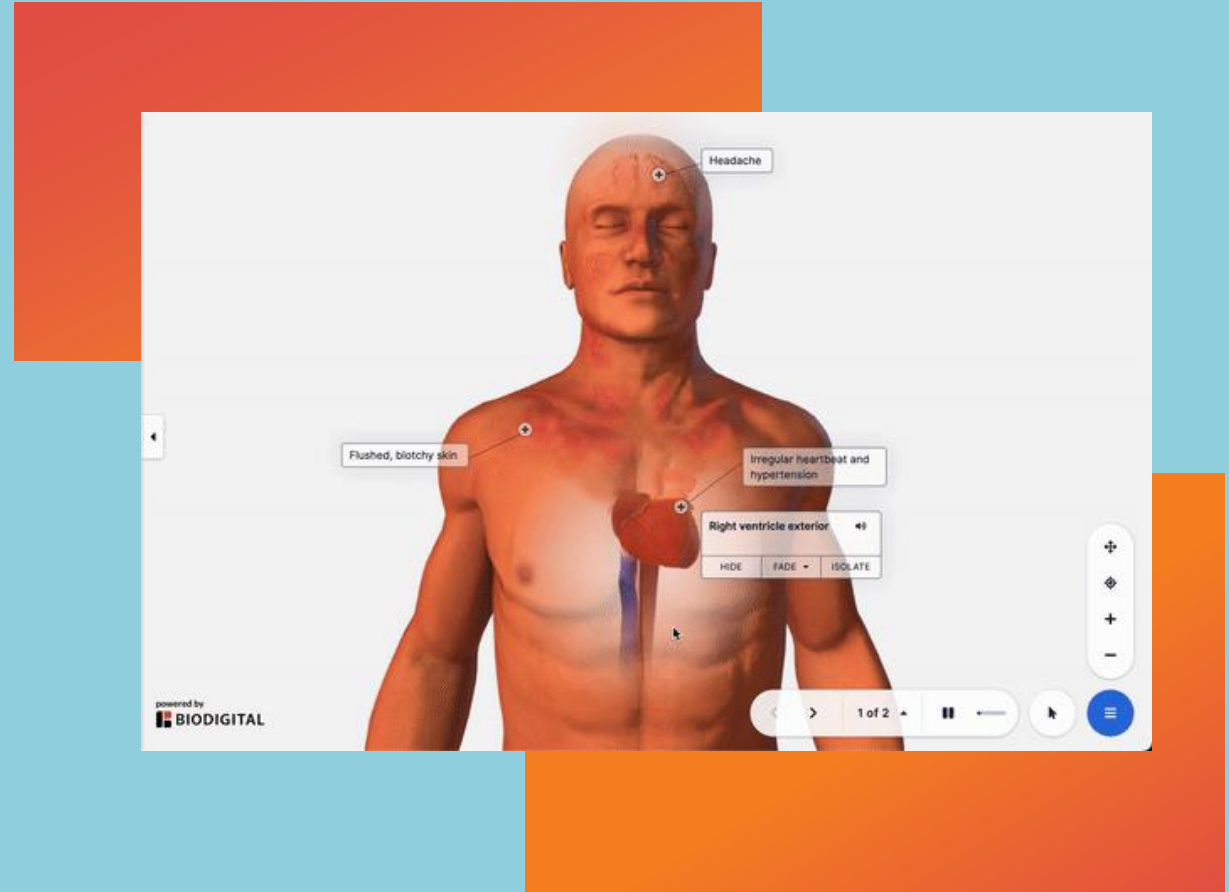 Headache
Flushed, blotchy skin
Irregular heartbeat and
hypertension
Right ventricle exterior
HIDE FADE ISOLATE
powered by
BIODIGITAL
1 of 2